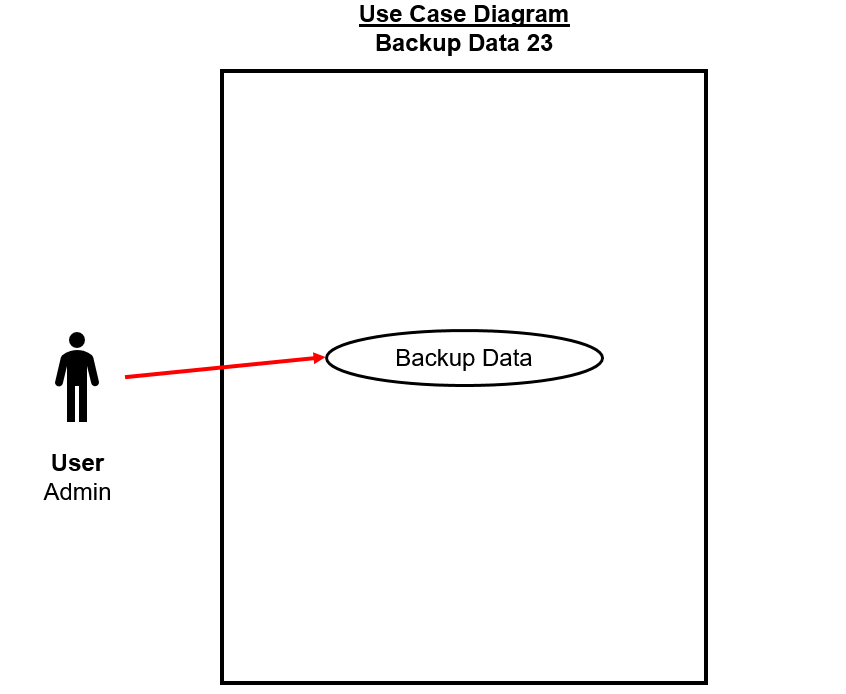 Use Case Diagram
Backup Data 23
Backup Data
User
Admin